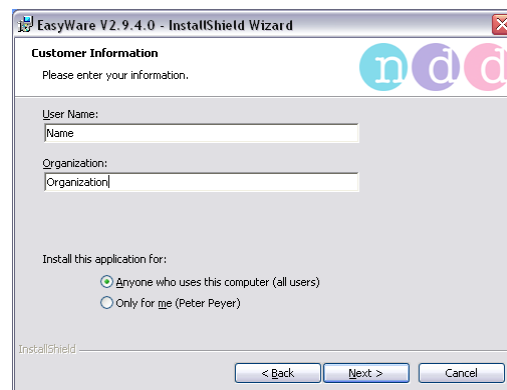 EasyWare V2.9.4.0 - InstallShield Wizard
Customer Information
Please enter your information.
ndd
User Name:
Name
Organization:
Organization
Install this application for:
Anyone who uses this computer (all users)
Only for me (Peter Peyer)
InstallShield
< Back Next > Cancel